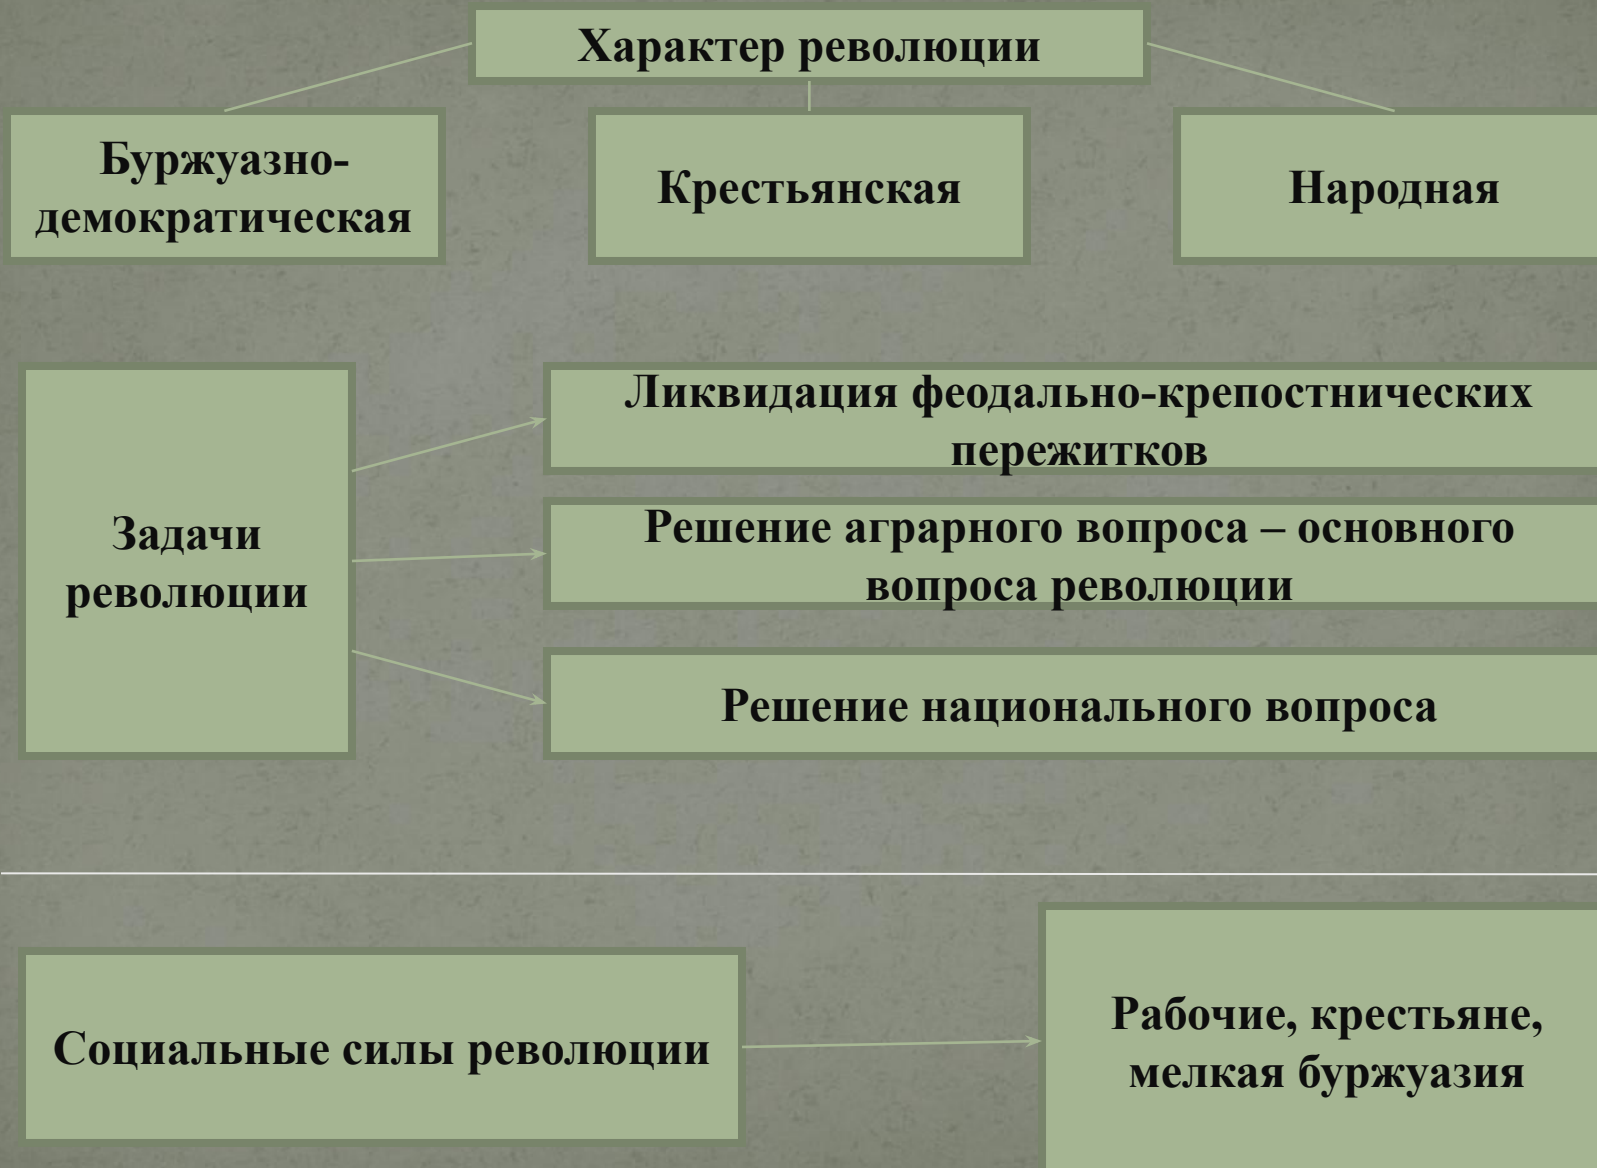 Характер революции
Буржуазно-
демократическая
Крестьянская
Народная
Задачи
революции
Ликвидация феодально-крепостнических
пережитков
Решение аграрного вопроса – основного
вопроса революции
Решение национального вопроса
Социальные силы революции
Рабочие, крестьяне,
мелкая буржуазия